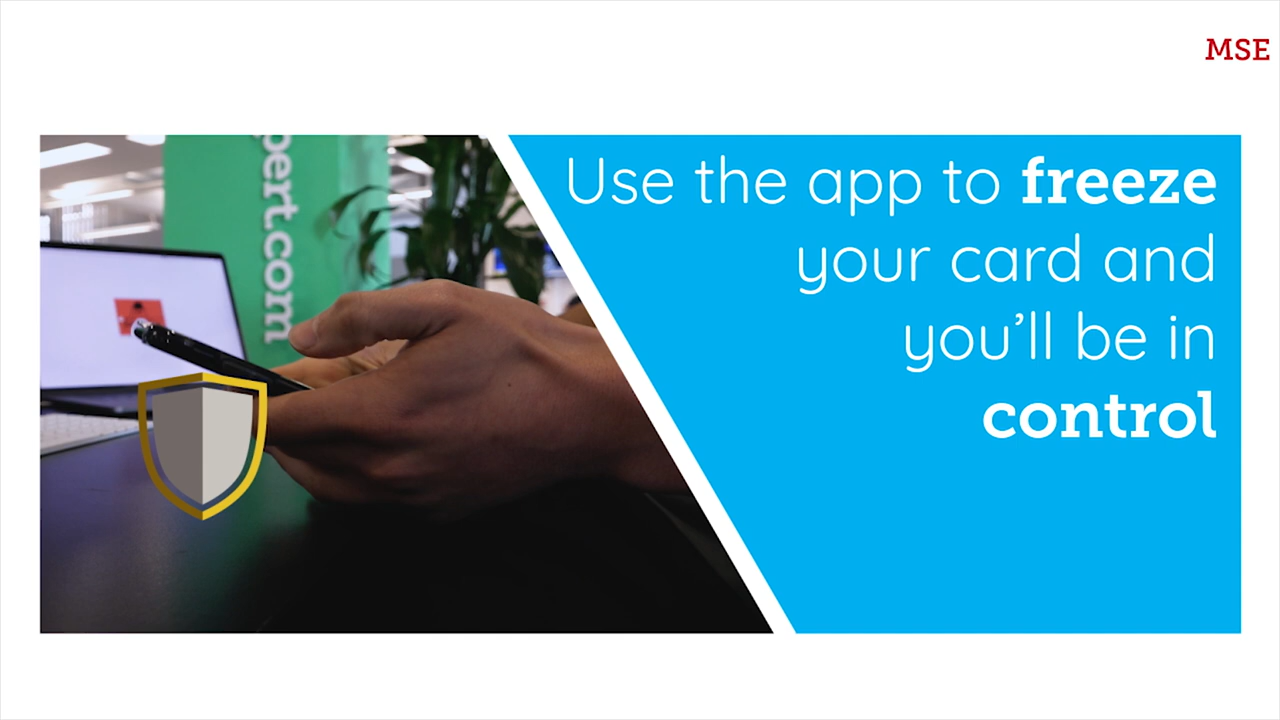 MSE
pert.com
Use the app to freeze
your card and
you’ll be in
control